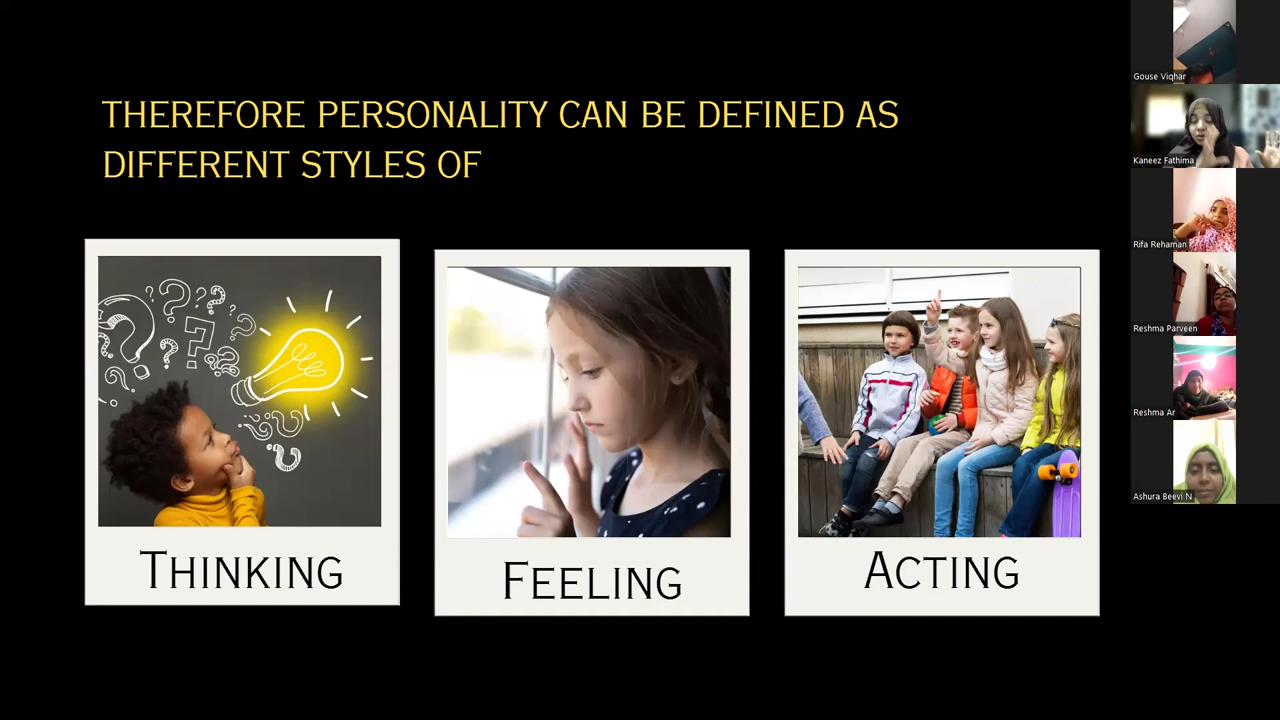 THEREFORE PERSONALITY CAN BE DEFINED AS
DIFFERENT STYLES OF
THINKING
FEELING
ACTING
Gouse Viqhar
Kaneez Fathima
Rifa Rehaman
Reshma Parveen
Reshma Ar
Ashura Beevi N